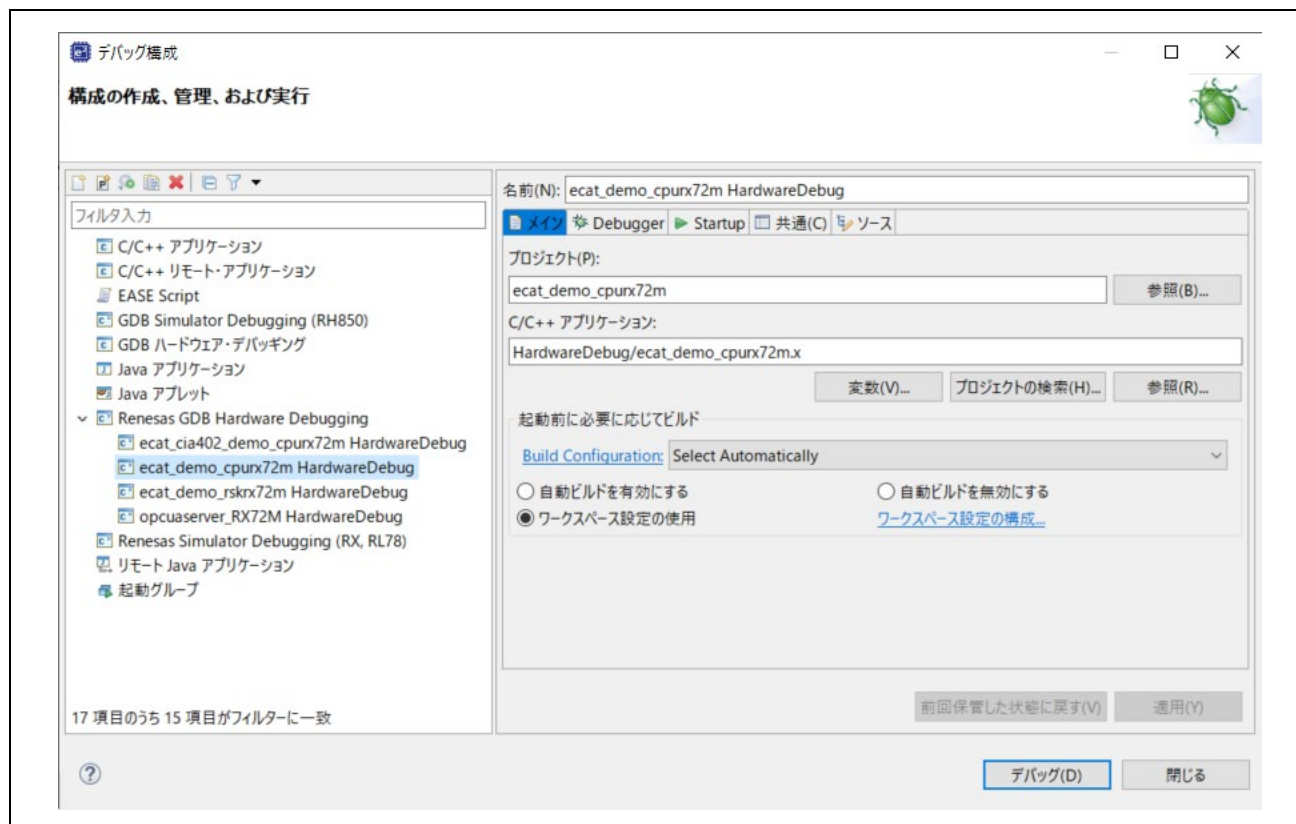 デバッグ構成
構成の作成、管理、および実行
フィルタ入力
C/C++ アプリケーション
C/C++ リモート・アプリケーション
EASE Script
GDB Simulator Debugging (RH850)
GDB ハードウェア・デバッギング
Java アプリケーション
Java アプレット
Renesas GDB Hardware Debugging
ecat_cia402_demo_cpurx72m HardwareDebug
ecat_demo_cpurx72m HardwareDebug
ecat_demo_rskrx72m HardwareDebug
opcuaserver_RX72M HardwareDebug
Renesas Simulator Debugging (RX, RL78)
リモート Java アプリケーション
起動グループ
17 項目のうち 15 項目がフィルターに一致
名前(N): ecat_demo_cpurx72m HardwareDebug
メイン Debugger Startup 共通(C) ソース
プロジェクト(P):
ecat_demo_cpurx72m 参照(B)...
C/C++ アプリケーション:
HardwareDebug/ecat_demo_cpurx72m.x
変数(V)... プロジェクトの検索(H)... 参照(R)...
起動前に必要に応じてビルド
Build Configuration: Select Automatically
自動ビルドを有効にする 自動ビルドを無効にする
ワークスペース設定の使用 ワークスペース設定の構成...
前回保管した状態に戻す(V) 適用(Y)
デバッグ(D) 閉じる